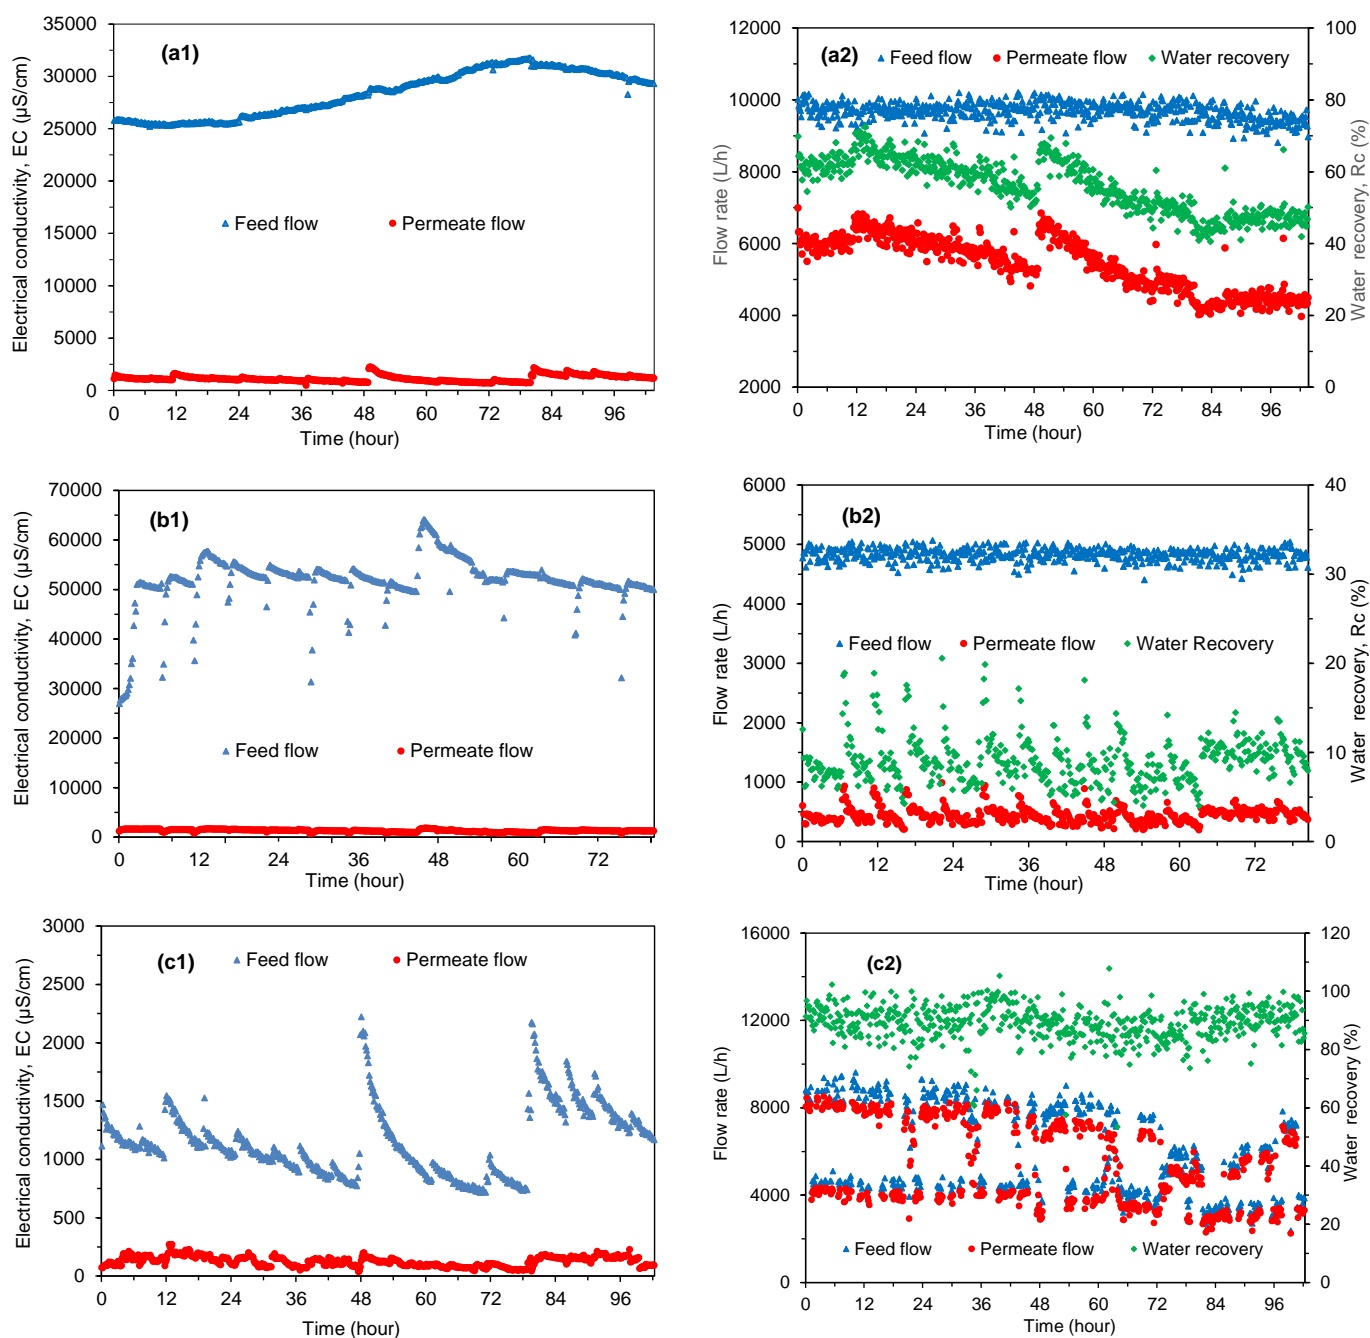 (a1)
Electrical conductivity, EC (µS/cm)
35000
30000
25000
20000
15000
10000
5000
0
Feed flow
Permeate flow
0 12 24 36 48 60 72 84 96
Time (hour)
(a2)
Flow rate (L/h)
12000
10000
8000
6000
4000
2000
Feed flow
Permeate flow
Water recovery
100
80
60
40
20
0
Water recovery, Rc (%)
0 12 24 36 48 60 72 84 96
Time (hour)
(b1)
Electrical conductivity, EC (µS/cm)
70000
60000
50000
40000
30000
20000
10000
0
Feed flow
Permeate flow
0 12 24 36 48 60 72
Time (hour)
(b2)
Flow rate (L/h)
6000
5000
4000
3000
2000
1000
0
Feed flow
Permeate flow
Water Recovery
40
30
20
10
0
Water recovery, Rc (%)
0 12 24 36 48 60 72
Time (hour)
(c1)
Electrical conductivity, EC (µS/cm)
3000
2500
2000
1500
1000
500
0
Feed flow
Permeate flow
0 12 24 36 48 60 72 84 96
Time (hour)
(c2)
Flow rate (L/h)
16000
12000
8000
4000
0
120
100
80
60
40
20
0
Water recovery (%)
Feed flow
Permeate flow
Water recovery
0 12 24 36 48 60 72 84 96
Time (hour)